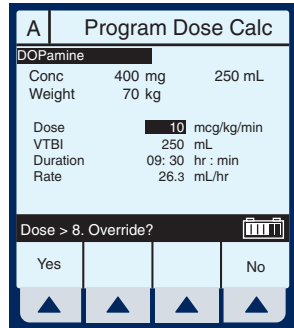 A Program Dose Calc
DOPamine
Conc 400 mg 250 mL
Weight 70 kg
Dose 10 mcg/kg/min
VTBI 250 mL
Duration 09: 30 hr : min
Rate 26.3 mL/hr
Dose > 8. Override?
Yes No